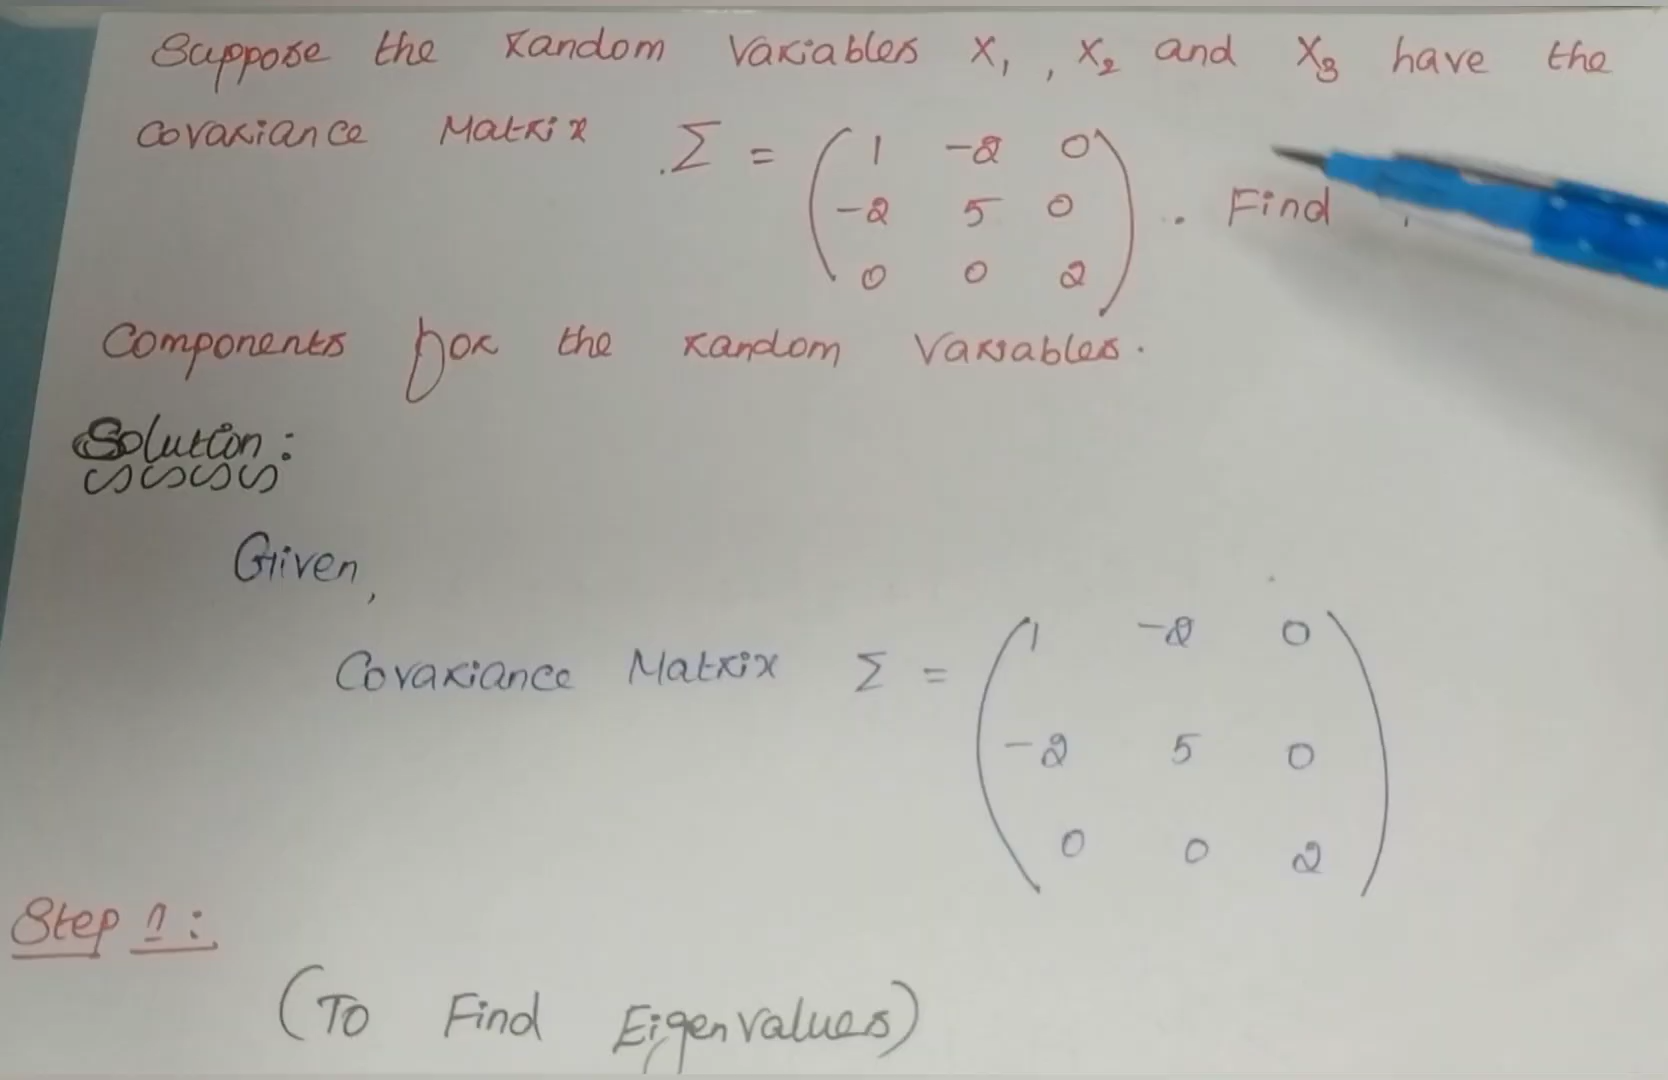 Suppose the random variables X₁, X₂ and X₃ have the
Covariance Matrix Σ = ( 1 -2 0
-2 5 0
0 0 2 ). Find
Components for the random variables.
Solution:
Given,
Covariance Matrix Σ = ( 1 -2 0
-2 5 0
0 0 2 )
Step 1:
(To Find Eigenvalues)